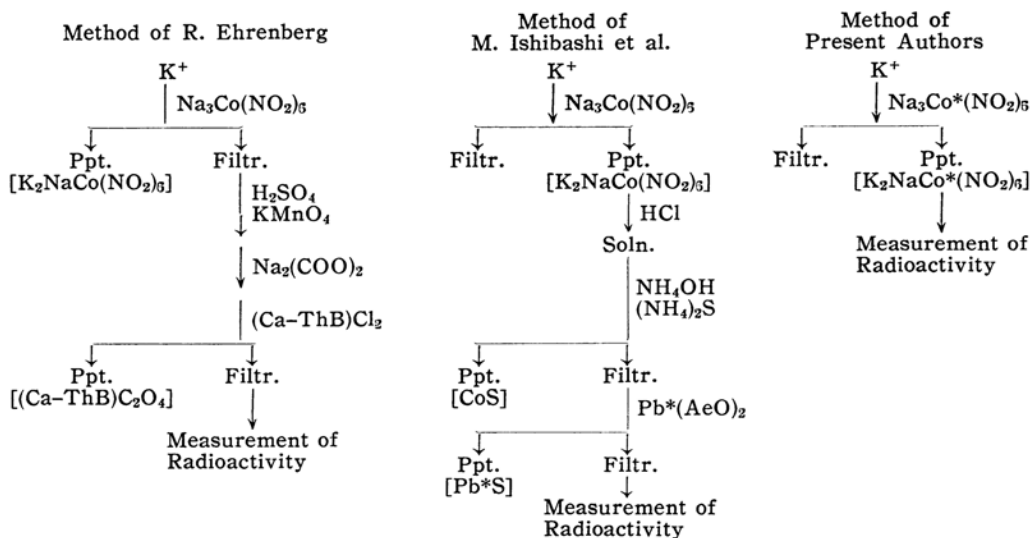 Method of R. Ehrenberg
K⁺
Na₃Co(NO₂)₆
Ppt.
[K₂NaCo(NO₂)₆]
Filtr.
H₂SO₄
KMnO₄
Na₂(COO)₂
(Ca-ThB)Cl₂
Ppt.
[(Ca-ThB)C₂O₄]
Filtr.
Measurement of
Radioactivity
Method of
M. Ishibashi et al.
K⁺
Na₃Co(NO₂)₆
Filtr.
Ppt.
[K₂NaCo(NO₂)₆]
HCl
Soln.
NH₄OH
(NH₄)₂S
Ppt.
[CoS]
Filtr.
Pb*(AeO)₂
Ppt.
[Pb*S]
Filtr.
Measurement of
Radioactivity
Method of
Present Authors
K⁺
Na₃Co*(NO₂)₆
Filtr.
Ppt.
[K₂NaCo*(NO₂)₆]
Measurement of
Radioactivity